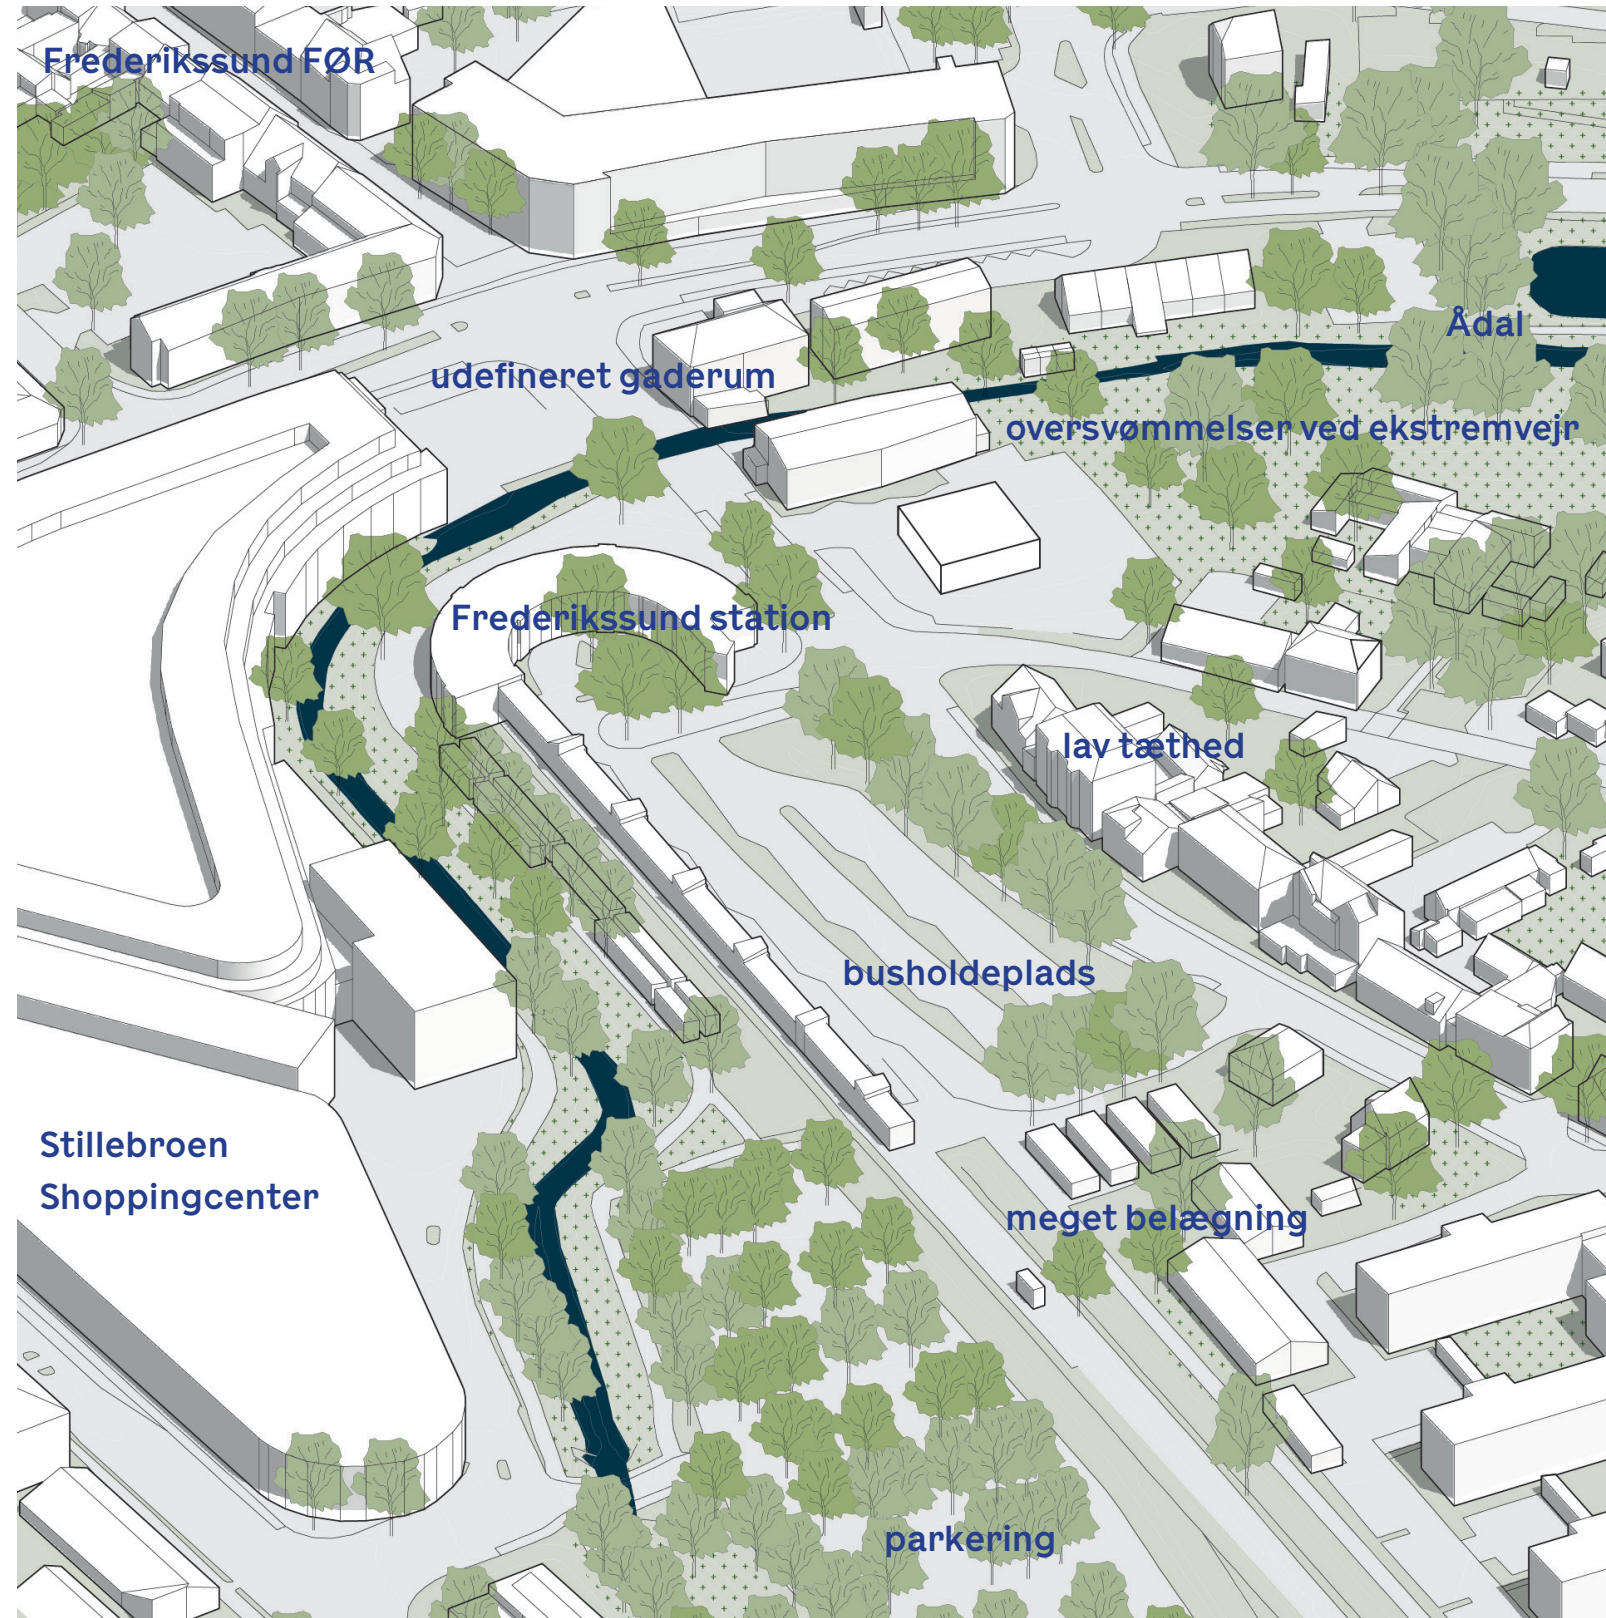 Frederikssund FØR
Ådal
udefineret gaderum
oversvømmelser ved ekstremvejr
Frederikssund station
lav tæthed
busholdeplads
Stillebroen
Shoppingcenter
meget belægning
parkering